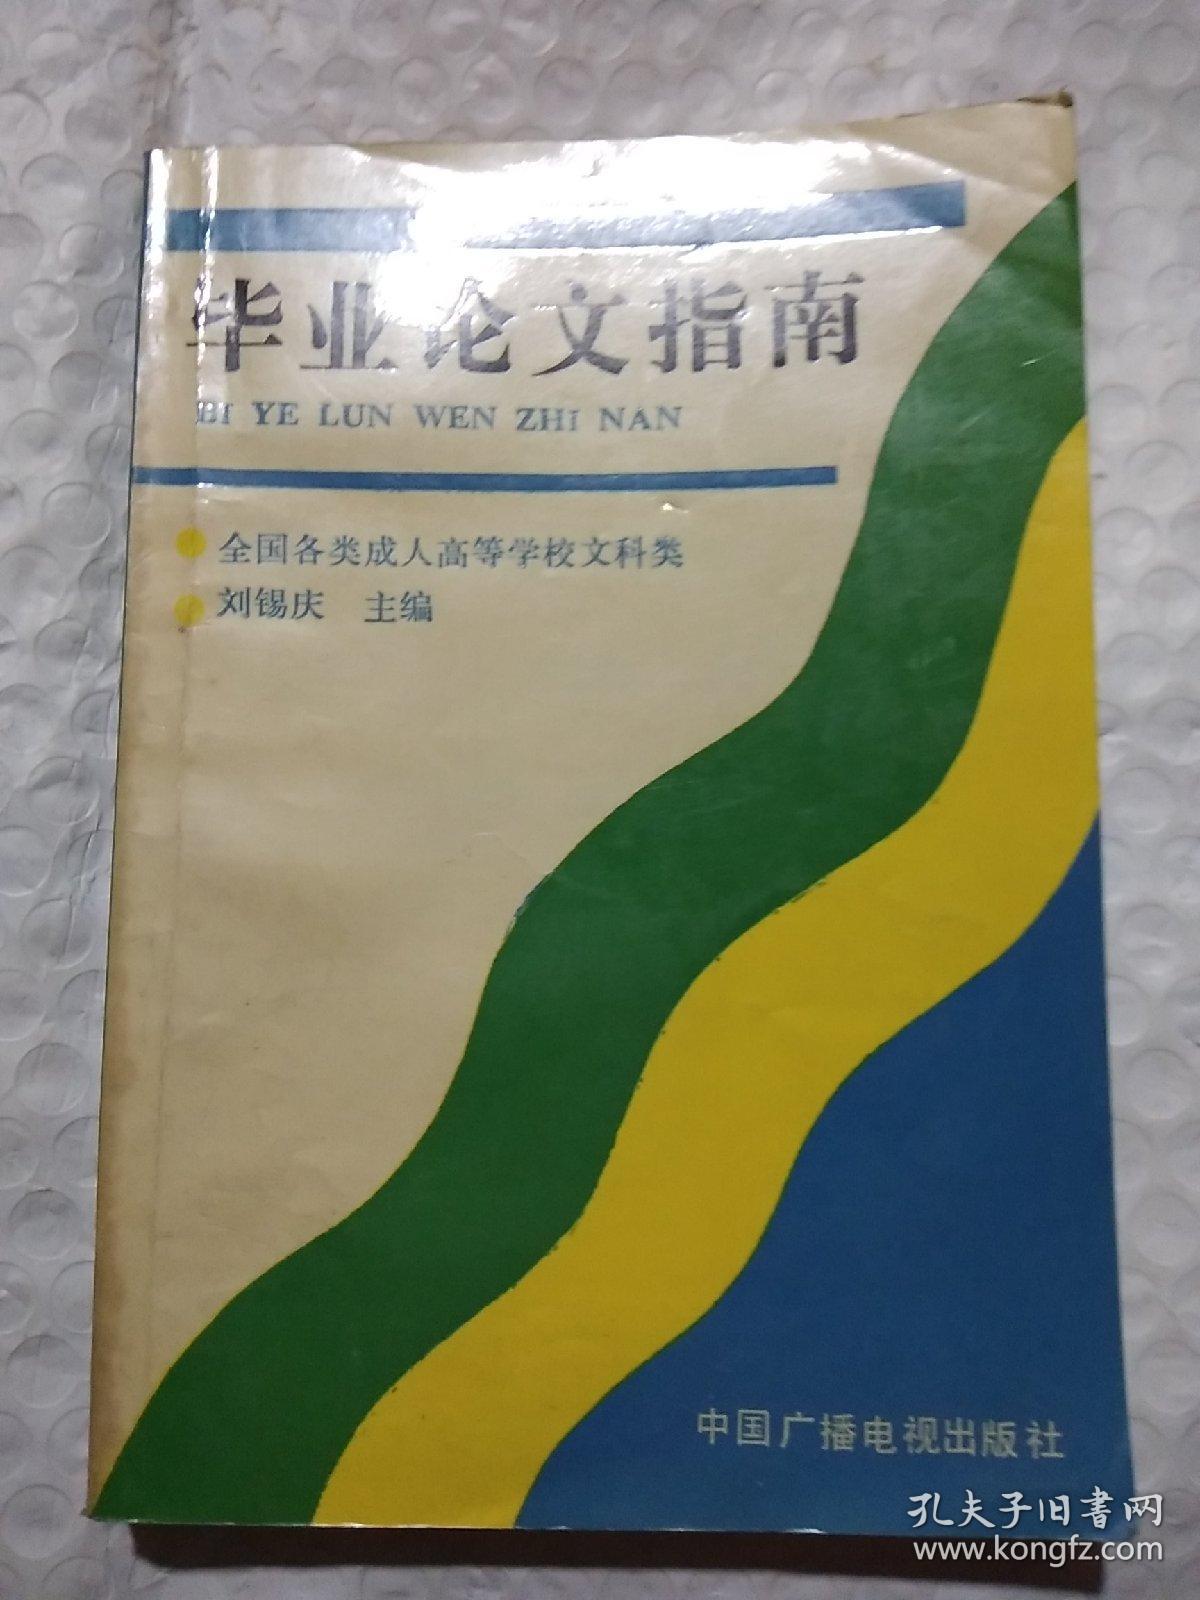 毕业论文指南
BI YE LUN WEN ZHI NAN
全国各类成人高等学校文科类
刘锡庆 主编
中国广播电视出版社
孔夫子旧书网
www.kongfz.com